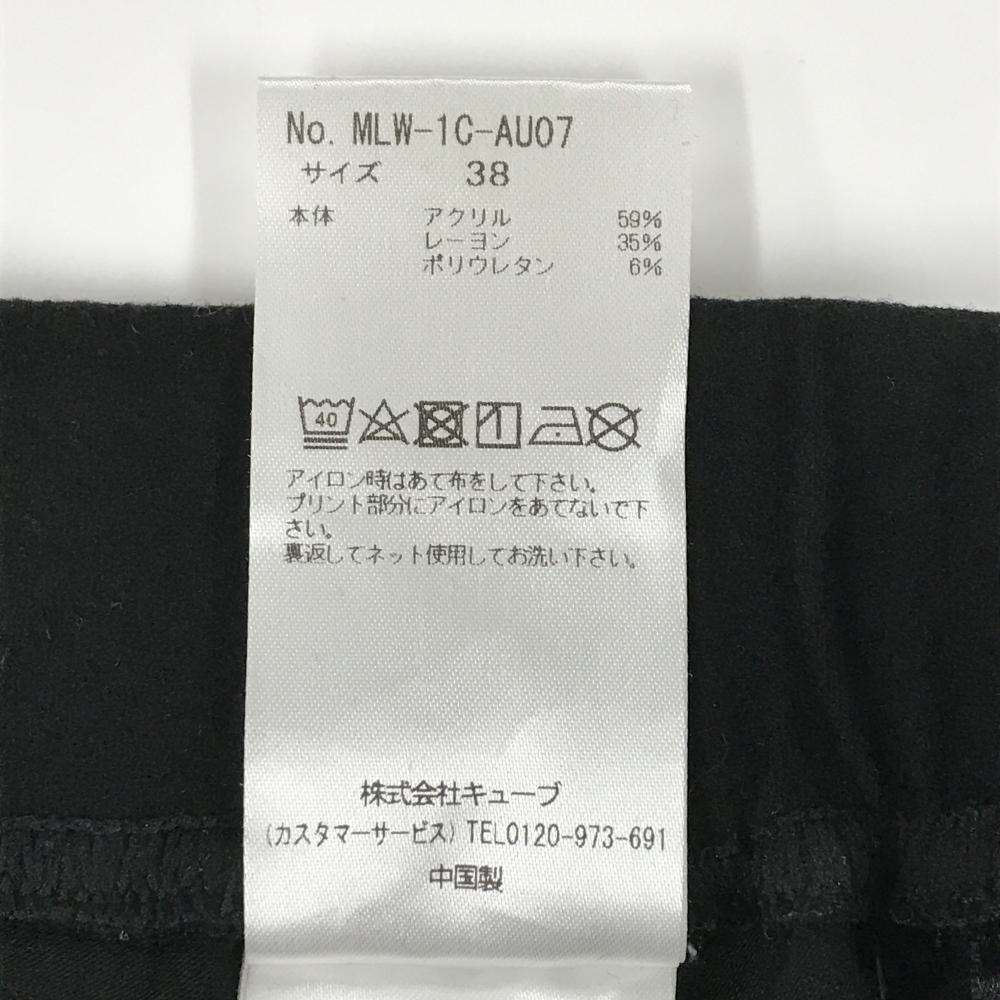 No. MLW-1C-AU07
サイズ 38
本体 アクリル 59%
レーヨン 35%
ポリウレタン 6%
40
アイロン時はあて布をして下さい。
プリント部分にアイロンをあてないで下
さい。
裏返してネット使用してお洗い下さい。
株式会社キューブ
(カスタマーサービス) TEL0120-973-691
中国製